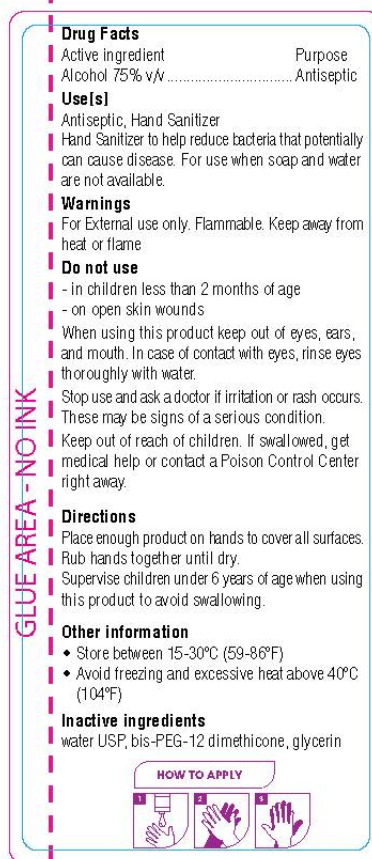 Drug Facts
Active ingredient Purpose
Alcohol 75% v/v ............................... Antiseptic
Use[s]
Antiseptic, Hand Sanitizer
Hand Sanitizer to help reduce bacteria that potentially
can cause disease. For use when soap and water
are not available.
Warnings
For External use only. Flammable. Keep away from
heat or flame
Do not use
- in children less than 2 months of age
- on open skin wounds
When using this product keep out of eyes, ears,
and mouth. In case of contact with eyes, rinse eyes
thoroughly with water.
Stop use and ask a doctor if irritation or rash occurs.
These may be signs of a serious condition.
Keep out of reach of children. If swallowed, get
medical help or contact a Poison Control Center
right away.
Directions
Place enough product on hands to cover all surfaces.
Rub hands together until dry.
Supervise children under 6 years of age when using
this product to avoid swallowing.
Other information
◆ Store between 15-30ºC (59-86ºF)
◆ Avoid freezing and excessive heat above 40ºC
(104ºF)
Inactive ingredients
water USP, bis-PEG-12 dimethicone, glycerin
HOW TO APPLY
1 2 3
GLUE AREA - NO INK